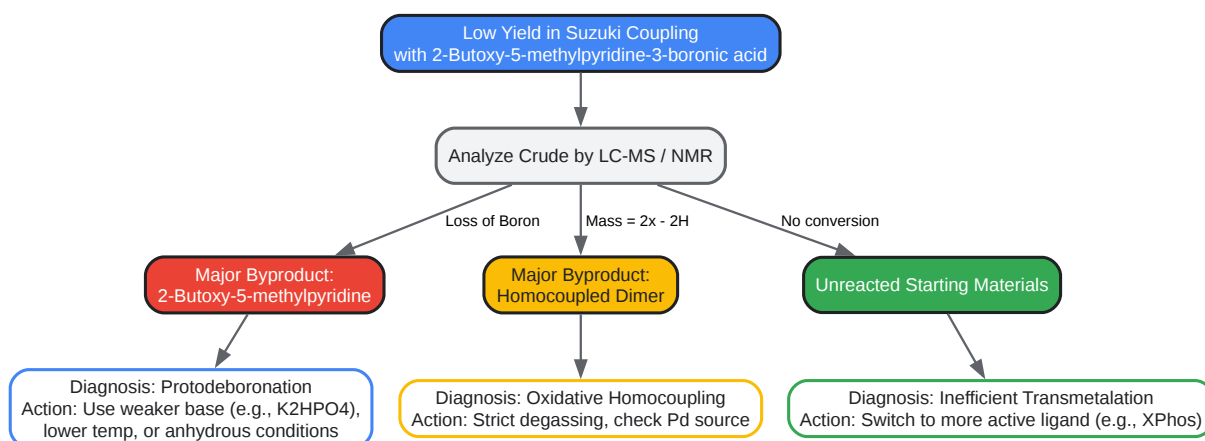 Low Yield in Suzuki Coupling
with 2-Butoxy-5-methylpyridine-3-boronic acid
Analyze Crude by LC-MS / NMR
Loss of Boron
Mass = 2x - 2H
No conversion
Major Byproduct:
2-Butoxy-5-methylpyridine
Major Byproduct:
Homocoupled Dimer
Unreacted Starting Materials
Diagnosis: Protodeboronation
Action: Use weaker base (e.g., K2HPO4),
lower temp, or anhydrous conditions
Diagnosis: Oxidative Homocoupling
Action: Strict degassing, check Pd source
Diagnosis: Inefficient Transmetalation
Action: Switch to more active ligand (e.g., XPhos)